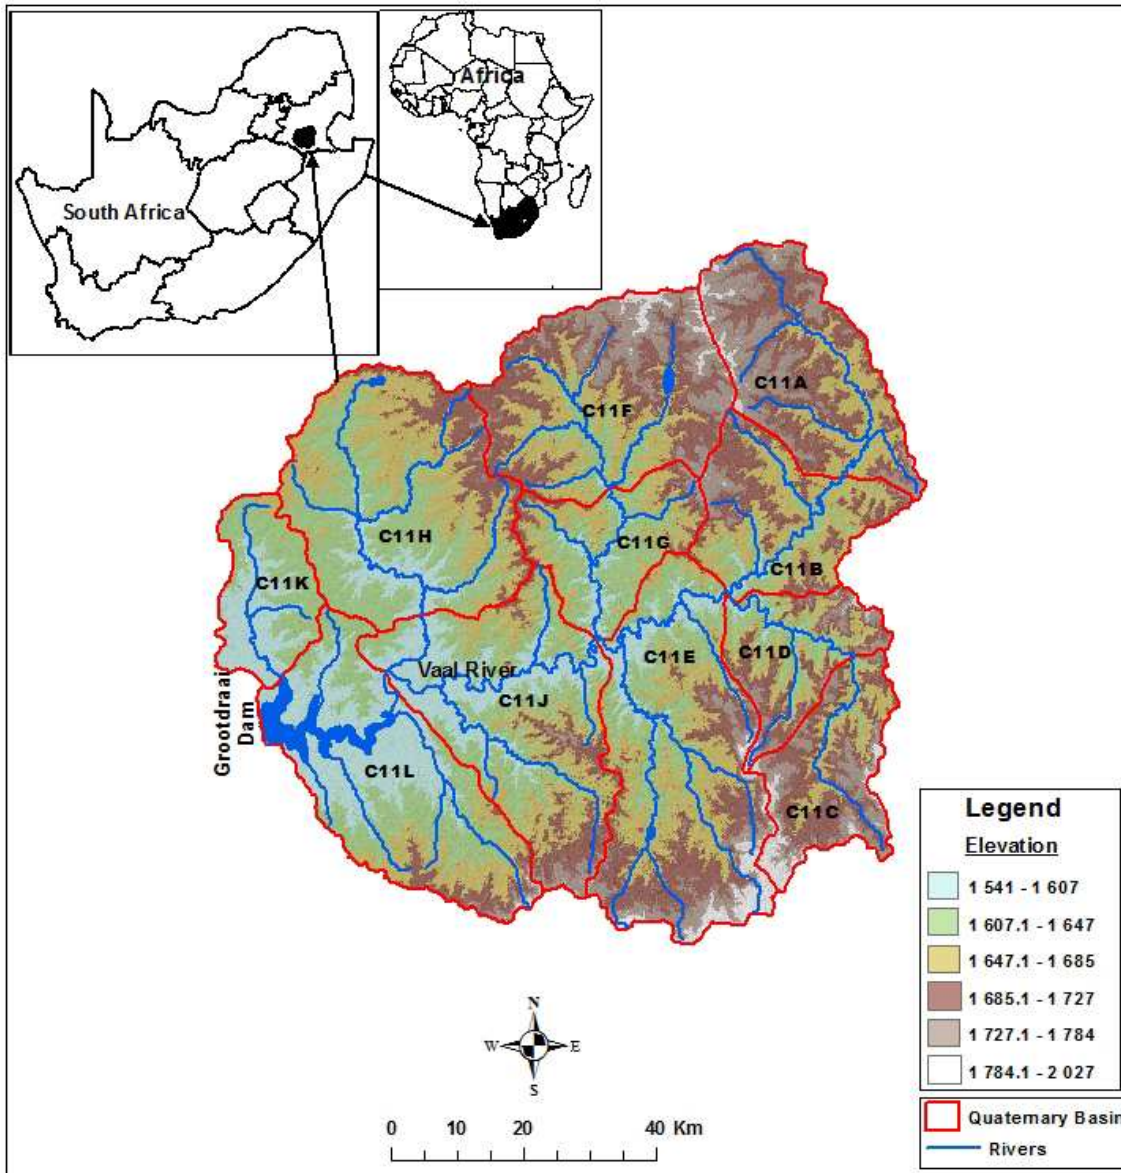 Africa
South Africa
C11A
C11F
C11H
C11G
C11B
C11K
C11E
C11D
Vaal River
C11J
Grootdraai
Dam
C11L
C11C
Legend
Elevation
1 541 - 1 607
1 607.1 - 1 647
1 647.1 - 1 685
1 685.1 - 1 727
1 727.1 - 1 784
1 784.1 - 2 027
Quaternary Basin
Rivers
N
W
E
S
0 10 20 40 Km